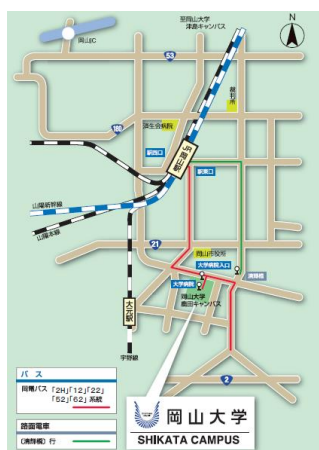 至岡山大学
津島キャンパス
N
岡山IC
53
180
済生会病院
駅西口
JR岡山駅
駅東口
山陽新幹線
山陽本線
21
岡山市役所
大学病院入口
清輝橋
大学病院
岡山大学
鹿田キャンパス
大元駅
宇野線
2
バス
岡電バス「2H」「12」「22」
「52」「62」系統
路面電車
(清輝橋)行
岡山大学
SHIKATA CAMPUS